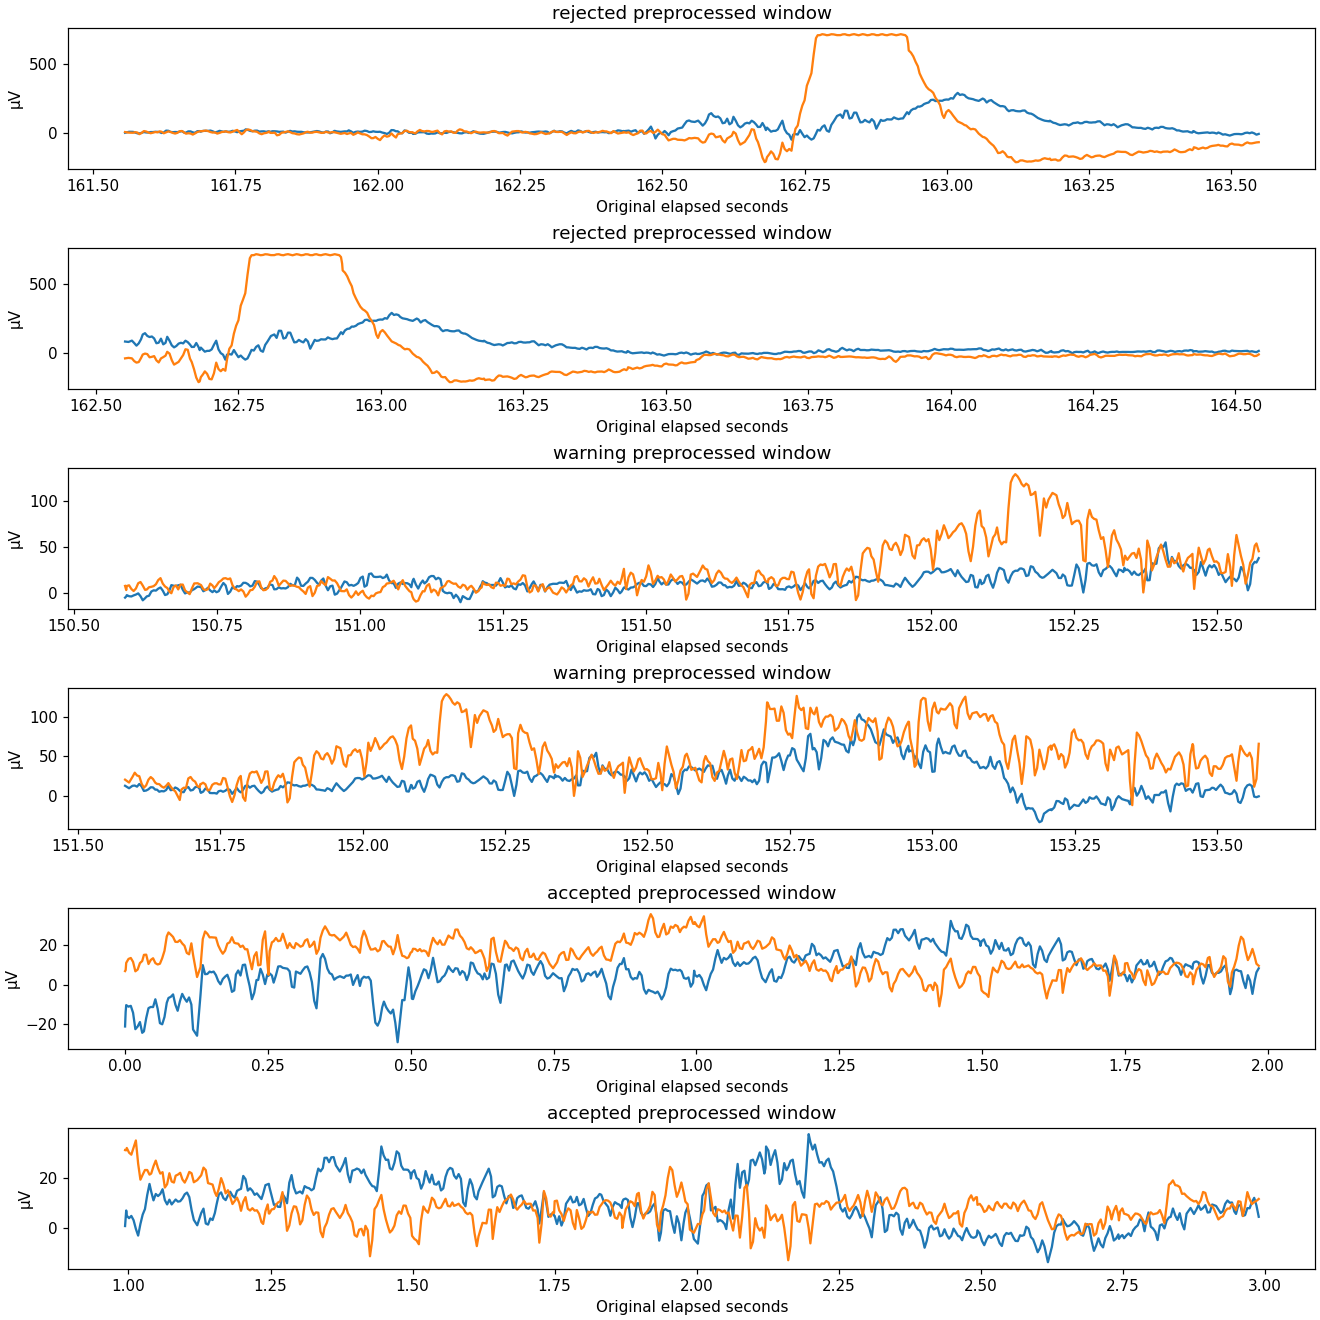 rejected preprocessed window
500
0
µV
161.50 161.75 162.00 162.25 162.50 162.75 163.00 163.25 163.50
Original elapsed seconds
rejected preprocessed window
500
0
µV
162.50 162.75 163.00 163.25 163.50 163.75 164.00 164.25 164.50
Original elapsed seconds
warning preprocessed window
100
50
0
µV
150.50 150.75 151.00 151.25 151.50 151.75 152.00 152.25 152.50
Original elapsed seconds
warning preprocessed window
100
50
0
µV
151.50 151.75 152.00 152.25 152.50 152.75 153.00 153.25 153.50
Original elapsed seconds
accepted preprocessed window
20
0
−20
µV
0.00 0.25 0.50 0.75 1.00 1.25 1.50 1.75 2.00
Original elapsed seconds
accepted preprocessed window
20
0
µV
1.00 1.25 1.50 1.75 2.00 2.25 2.50 2.75 3.00
Original elapsed seconds